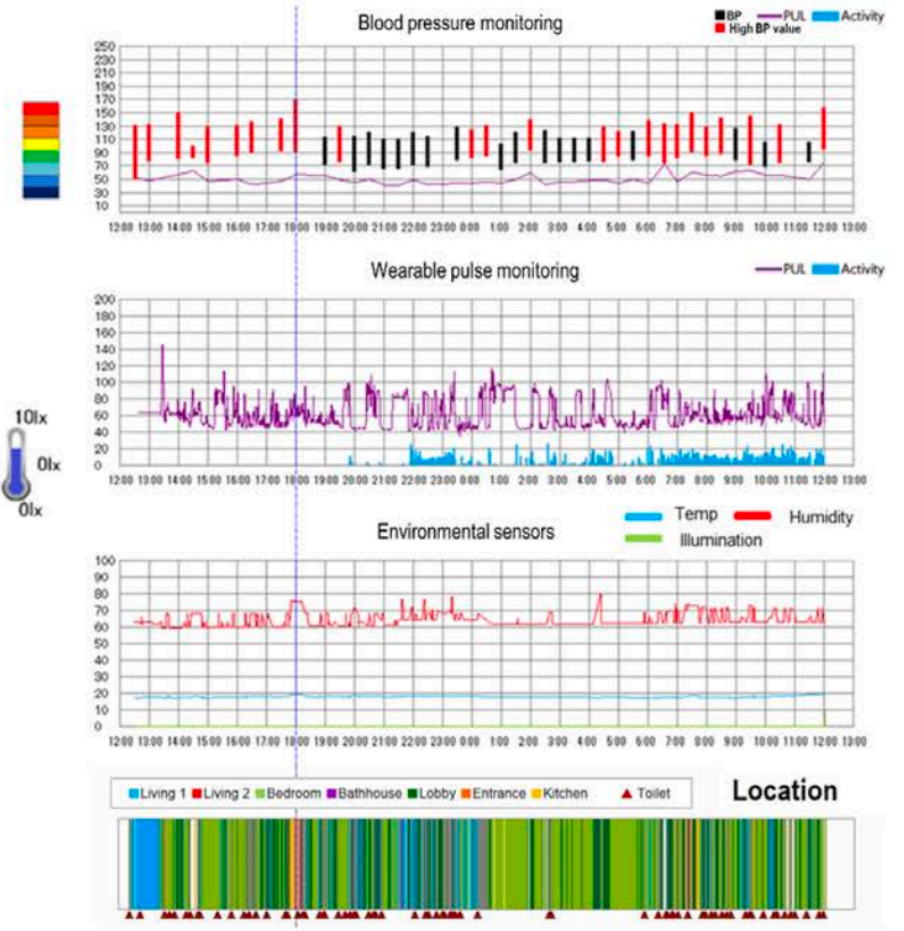 Blood pressure monitoring
BP PUL Activity
High BP value
250
230
210
190
170
150
130
110
90
70
50
30
10
12:00 13:00 14:00 15:00 16:00 17:00 18:00 19:00 20:00 21:00 22:00 23:00 0:00 1:00 2:00 3:00 4:00 5:00 6:00 7:00 8:00 9:00 10:00 11:00 12:00 13:00
Wearable pulse monitoring
PUL Activity
200
180
160
140
120
100
80
60
40
20
0
12:00 13:00 14:00 15:00 16:00 17:00 18:00 19:00 20:00 21:00 22:00 23:00 0:00 1:00 2:00 3:00 4:00 5:00 6:00 7:00 8:00 9:00 10:00 11:00 12:00 13:00
10lx
0lx
0lx
Environmental sensors
Temp Humidity
Illumination
100
90
80
70
60
50
40
30
20
10
0
12:00 13:00 14:00 15:00 16:00 17:00 18:00 19:00 20:00 21:00 22:00 23:00 0:00 1:00 2:00 3:00 4:00 5:00 6:00 7:00 8:00 9:00 10:00 11:00 12:00 13:00
Living 1 Living 2 Bedroom Bathhouse Lobby Entrance Kitchen Toilet
Location